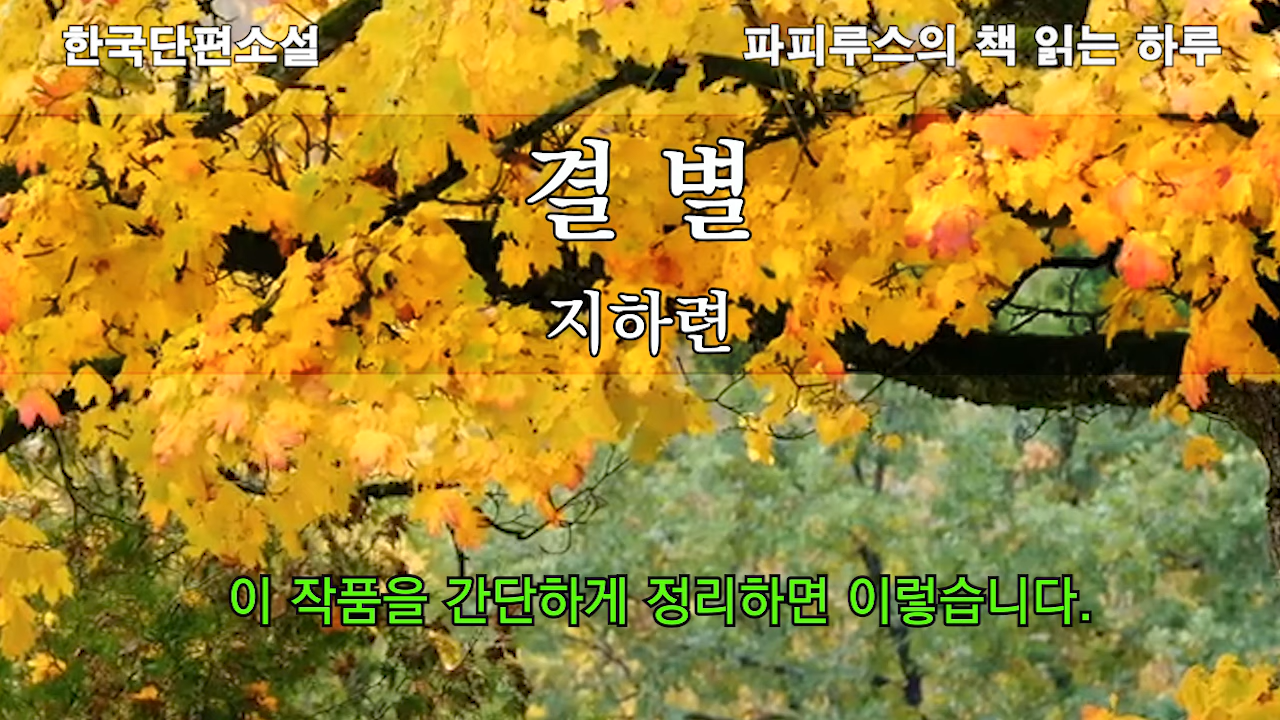 한국단편소설
파피루스의 책 읽는 하루
결 별
지하련
이 작품을 간단하게 정리하면 이렇습니다.